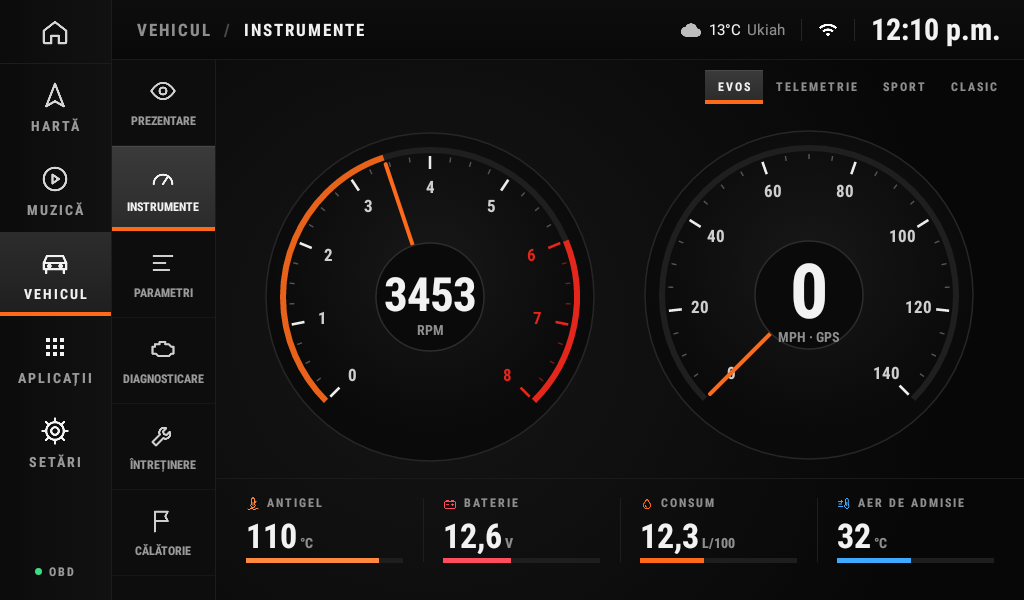 VEHICUL / INSTRUMENTE
13°C Ukiah
12:10 p.m.
HARTĂ
MUZICĂ
VEHICUL
APLICAȚII
SETĂRI
OBD
PREZENTARE
INSTRUMENTE
PARAMETRI
DIAGNOSTICARE
ÎNTREȚINERE
CĂLĂTORIE
EVOS TELEMETRIE SPORT CLASIC
0 1 2 3 4 5 6 7 8
3453
RPM
0 20 40 60 80 100 120 140
0
MPH · GPS
ANTIGEL
110 °C
BATERIE
12,6 V
CONSUM
12,3 L/100
AER DE ADMISIE
32 °C